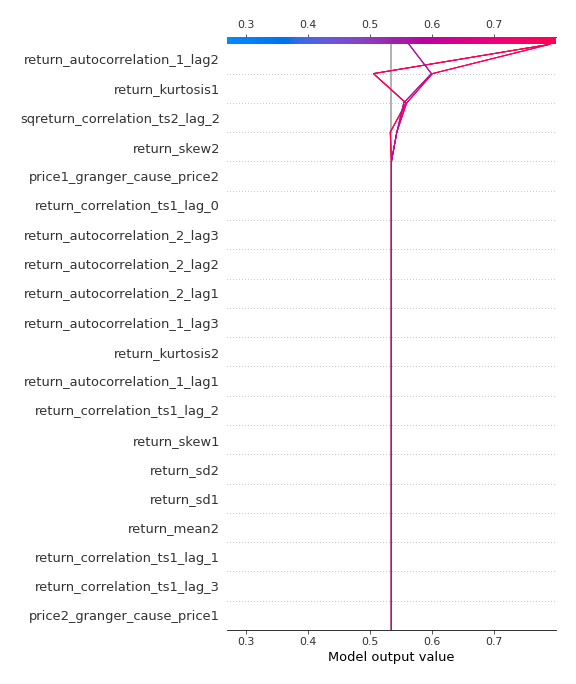 0.3 0.4 0.5 0.6 0.7
return_autocorrelation_1_lag2
return_kurtosis1
sqreturn_correlation_ts2_lag_2
return_skew2
price1_granger_cause_price2
return_correlation_ts1_lag_0
return_autocorrelation_2_lag3
return_autocorrelation_2_lag2
return_autocorrelation_2_lag1
return_autocorrelation_1_lag3
return_kurtosis2
return_autocorrelation_1_lag1
return_correlation_ts1_lag_2
return_skew1
return_sd2
return_sd1
return_mean2
return_correlation_ts1_lag_1
return_correlation_ts1_lag_3
price2_granger_cause_price1
0.3 0.4 0.5 0.6 0.7
Model output value